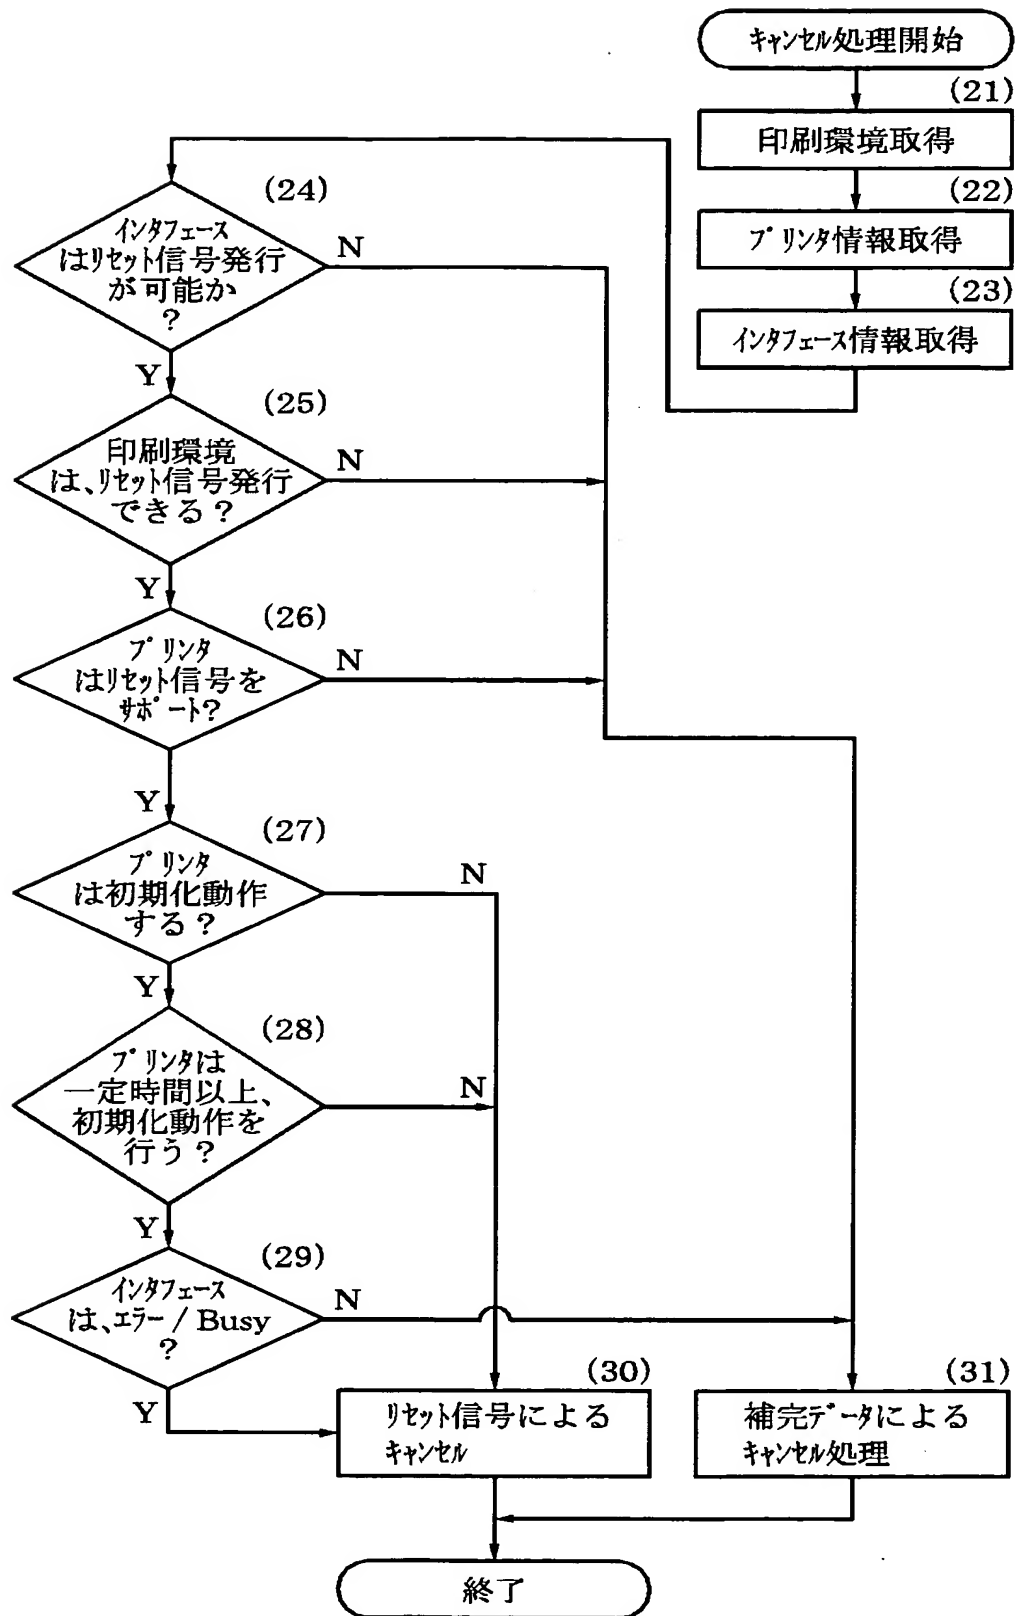 キャンセル処理開始
(21)
印刷環境取得
(22)
プリンタ情報取得
(23)
インタフェース情報取得
(24)
インタフェース
はリセット信号発行
が可能か
?
N
Y
(25)
印刷環境
は、リセット信号発行
できる?
N
Y
(26)
プリンタ
はリセット信号を
サポート?
N
Y
(27)
プリンタ
は初期化動作
する?
N
Y
(28)
プリンタは
一定時間以上、
初期化動作を
行う?
N
Y
(29)
インタフェース
は、エラー / Busy
?
N
Y
(30)
リセット信号による
キャンセル
(31)
補完データによる
キャンセル処理
終了